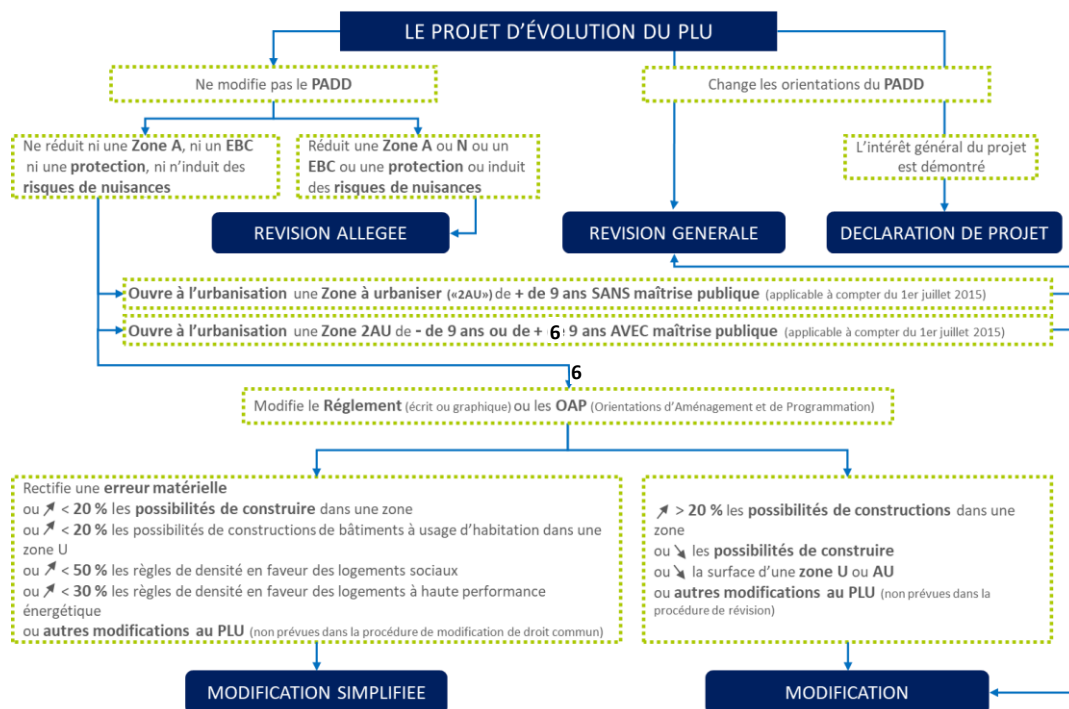 LE PROJET D'ÉVOLUTION DU PLU
Ne modifie pas le PADD
Change les orientations du PADD
Ne réduit ni une Zone A, ni un EBC
ni une protection, ni n'induit des
risques de nuisances
Réduit une Zone A ou N ou un
EBC ou une protection ou induit
des risques de nuisances
L'intérêt général du projet
est démontré
REVISION ALLEGEE
REVISION GENERALE
DECLARATION DE PROJET
Ouvre à l'urbanisation une Zone à urbaniser («2AU») de + de 9 ans SANS maîtrise publique (applicable à compter du 1er juillet 2015)
Ouvre à l'urbanisation une Zone 2AU de - de 9 ans ou de + 6 e 9 ans AVEC maîtrise publique (applicable à compter du 1er juillet 2015)
6
Modifie le Réglement (écrit ou graphique) ou les OAP (Orientations d'Aménagement et de Programmation)
Rectifie une erreur matérielle
ou ↗ < 20 % les possibilités de construire dans une zone
ou ↗ < 20 % les possibilités de constructions de bâtiments à usage d'habitation dans une
zone U
ou ↗ < 50 % les règles de densité en faveur des logements sociaux
ou ↗ < 30 % les règles de densité en faveur des logements à haute performance
énergétique
ou autres modifications au PLU (non prévues dans la procédure de modification de droit commun)
↗ > 20 % les possibilités de constructions dans une
zone
ou ↘ les possibilités de construire
ou ↘ la surface d'une zone U ou AU
ou autres modifications au PLU (non prévues dans la
procédure de révision)
MODIFICATION SIMPLIFIEE
MODIFICATION